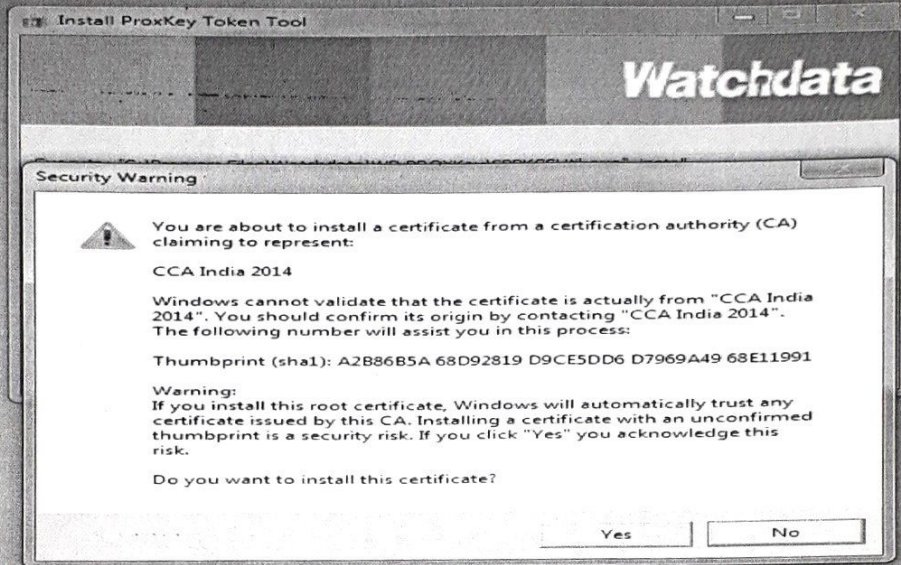 Install ProxKey Token Tool
Watchdata
Security Warning
You are about to install a certificate from a certification authority (CA)
claiming to represent:
CCA India 2014
Windows cannot validate that the certificate is actually from "CCA India
2014". You should confirm its origin by contacting "CCA India 2014".
The following number will assist you in this process:
Thumbprint (sha1): A2B86B5A 68D92819 D9CE5DD6 D7969A49 68E11991
Warning:
If you install this root certificate, Windows will automatically trust any
certificate issued by this CA. Installing a certificate with an unconfirmed
thumbprint is a security risk. If you click "Yes" you acknowledge this
risk.
Do you want to install this certificate?
Yes
No